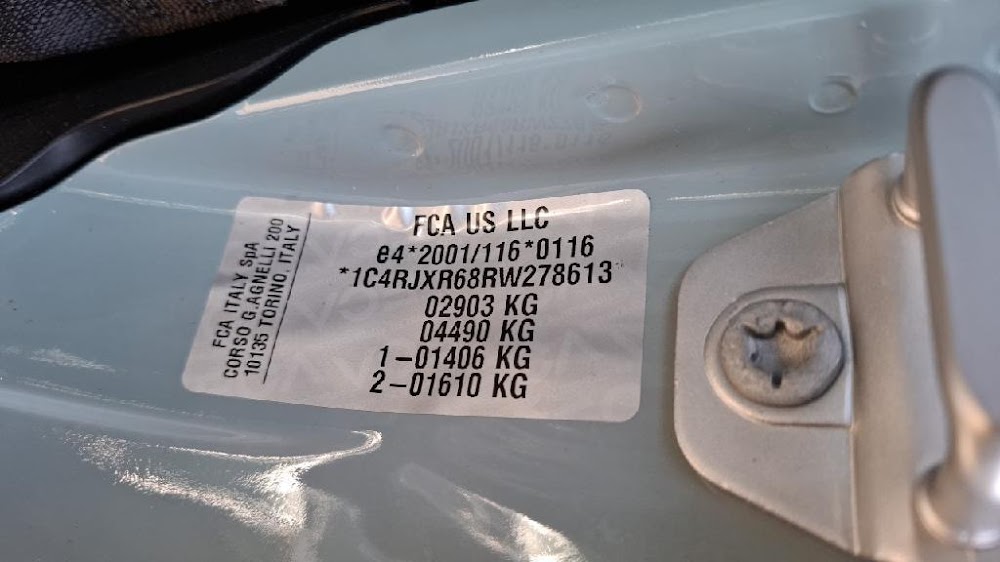 FCA US LLC
e4*2001/116*0116
*1C4RJXR68RW278613
02903 KG
04490 KG
1-01406 KG
2-01610 KG
FCA ITALY SpA
CORSO G.AGNELLI 200
10135 TORINO, ITALY